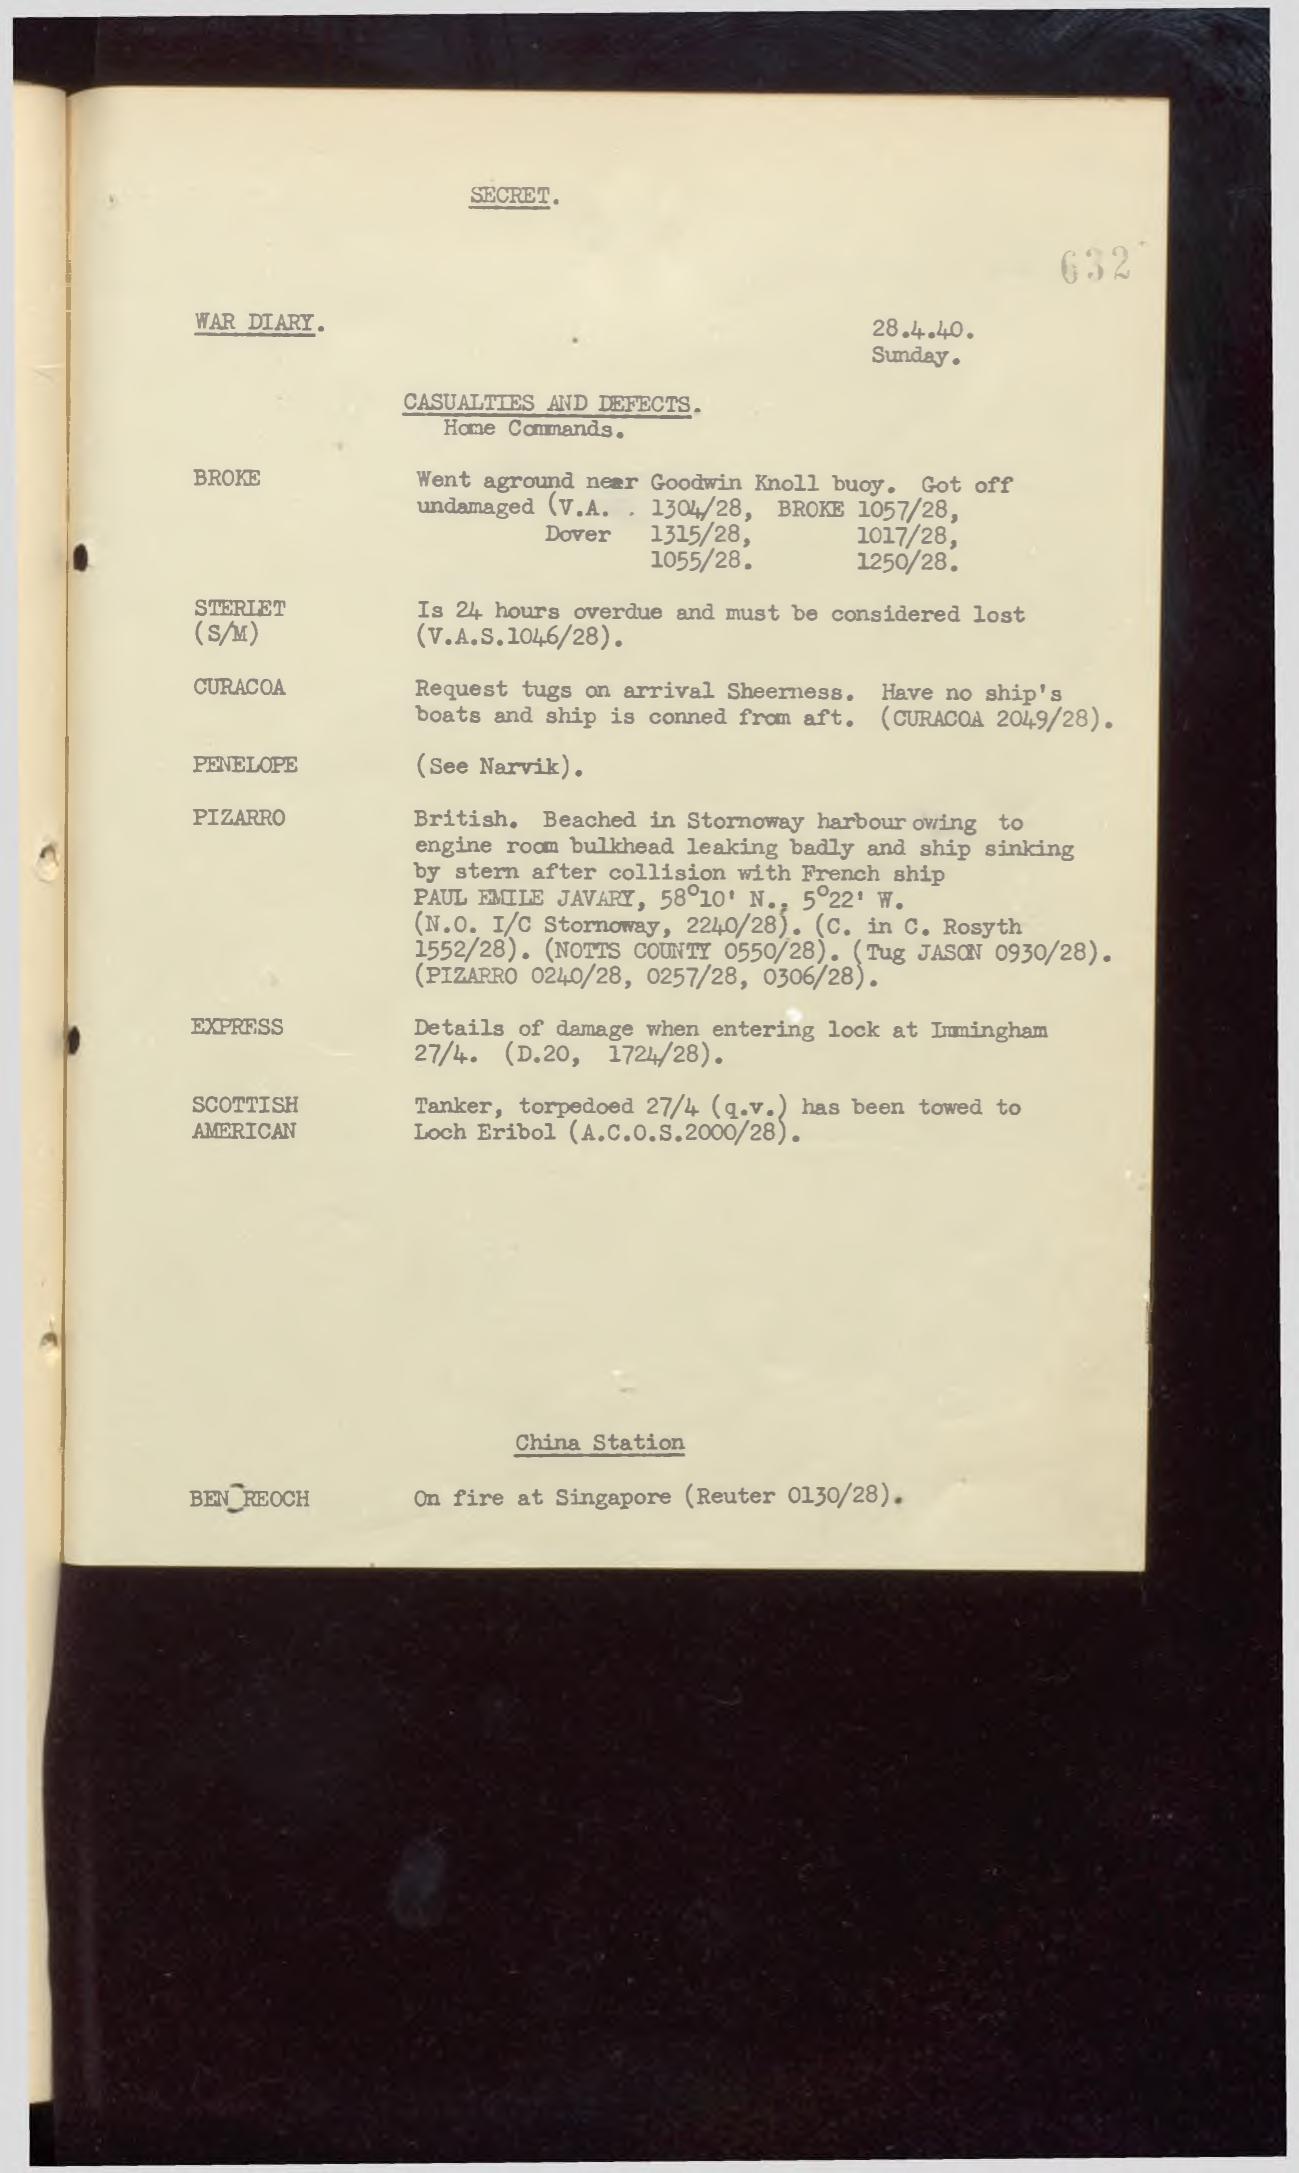 SECRET.
632
WAR DIARY.
28.4.40.
Sunday.
CASUALTIES AND DEFECTS.
Home Commands.
BROKE Went aground near Goodwin Knoll buoy. Got off
undamaged (V.A. . 1304/28, BROKE 1057/28,
Dover 1315/28, 1017/28,
1055/28. 1250/28.
STERLET Is 24 hours overdue and must be considered lost
(S/M) (V.A.S.1046/28).
CURACOA Request tugs on arrival Sheerness. Have no ship's
boats and ship is conned from aft. (CURACOA 2049/28).
PENELOPE (See Narvik).
PIZARRO British. Beached in Stornoway harbour owing to
engine room bulkhead leaking badly and ship sinking
by stern after collision with French ship
PAUL EMILE JAVARY, 58°10' N., 5°22' W.
(N.O. I/C Stornoway, 2240/28). (C. in C. Rosyth
1552/28). (NOTTS COUNTY 0550/28). (Tug JASON 0930/28).
(PIZARRO 0240/28, 0257/28, 0306/28).
EXPRESS Details of damage when entering lock at Immingham
27/4. (D.20, 1724/28).
SCOTTISH Tanker, torpedoed 27/4 (q.v.) has been towed to
AMERICAN Loch Eribol (A.C.O.S.2000/28).
China Station
BEN REOCH On fire at Singapore (Reuter 0130/28).